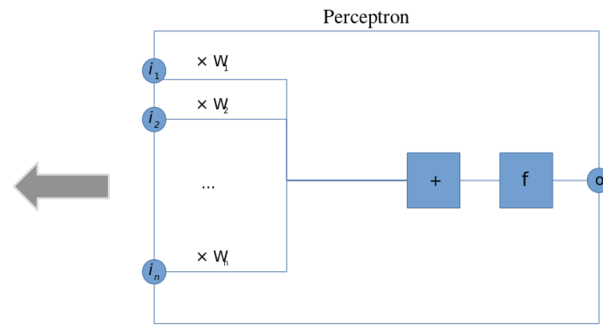 Perceptron
i1 × W1
i2 × W2
...
+ f o
in × Wn